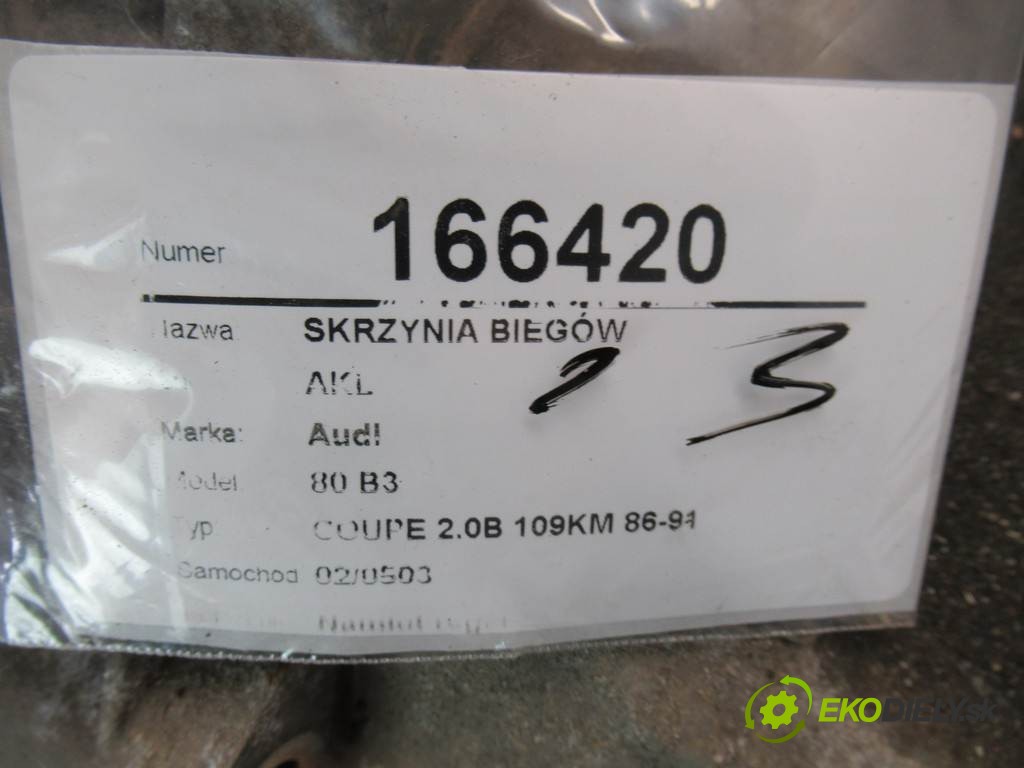 Numer 166420
Nazwa SKRZYNIA BIEGÓW
AKL
Marka: Audi
Model 80 B3
Typ COUPE 2.0B 109KM 86-91
Samochod 02/0503
EKODIELY.SK